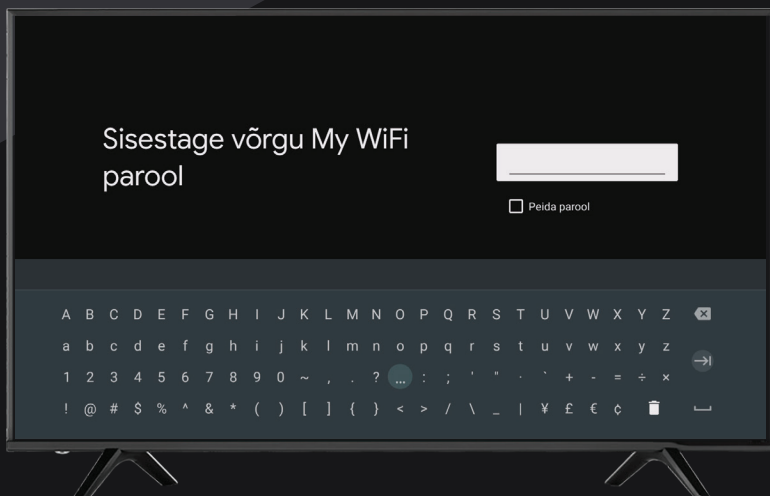 Sisestage võrgu My WiFi
parool
Peida parool
A B C D E F G H I J K L M N O P Q R S T U V W X Y Z
a b c d e f g h i j k l m n o p q r s t u v w x y z
1 2 3 4 5 6 7 8 9 0 ~ , . ? … : ; ' " · ` + - = ÷ ×
! @ # $ % ^ & * ( ) [ ] { } < > / \ _ | ¥ £ € ¢